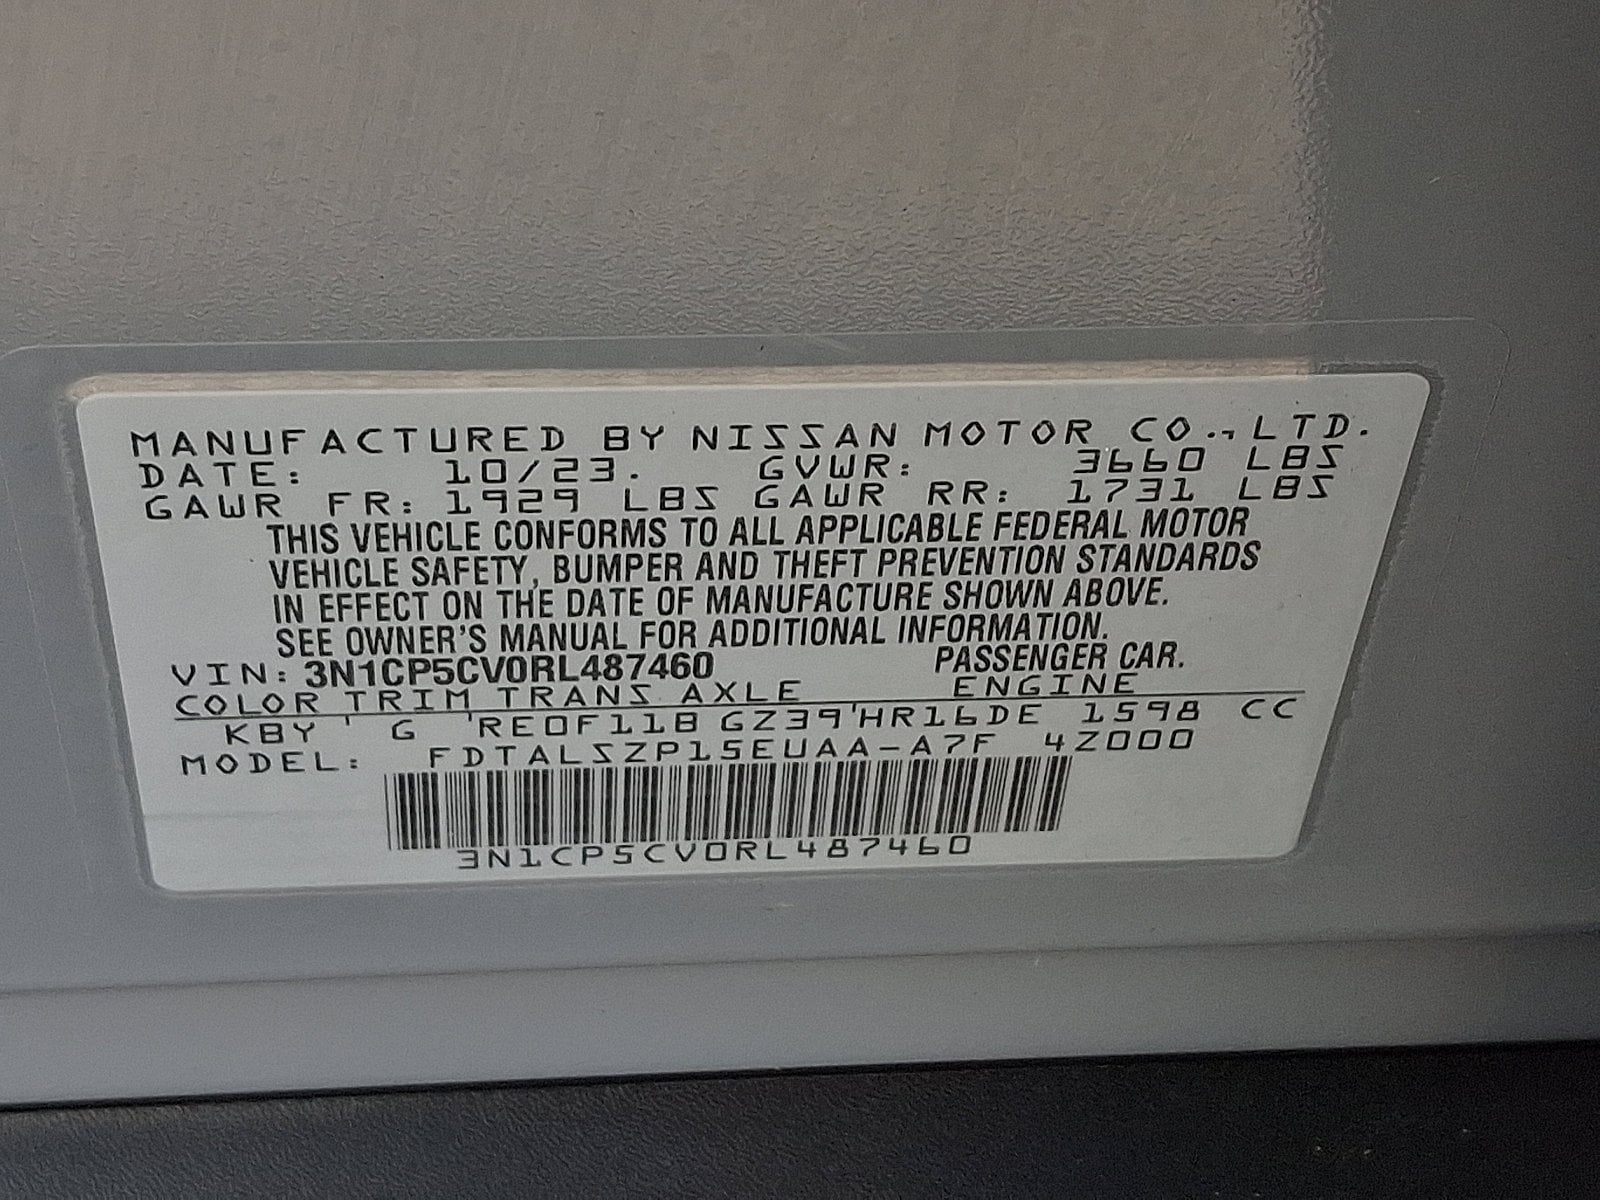 MANUFACTURED BY NISSAN MOTOR CO., LTD.
DATE: 10/23. GVWR: 3660 LBS
GAWR FR: 1929 LBS GAWR RR: 1731 LBS
THIS VEHICLE CONFORMS TO ALL APPLICABLE FEDERAL MOTOR
VEHICLE SAFETY, BUMPER AND THEFT PREVENTION STANDARDS
IN EFFECT ON THE DATE OF MANUFACTURE SHOWN ABOVE.
SEE OWNER'S MANUAL FOR ADDITIONAL INFORMATION.
VIN: 3N1CP5CV0RL487460 PASSENGER CAR.
COLOR TRIM TRANS AXLE ENGINE
KBY ' G 'RE0F11B GZ39'HR16DE 1598 CC
MODEL: FDTALSZP15EUAA-A7F 4Z000
3N1CP5CV0RL487460